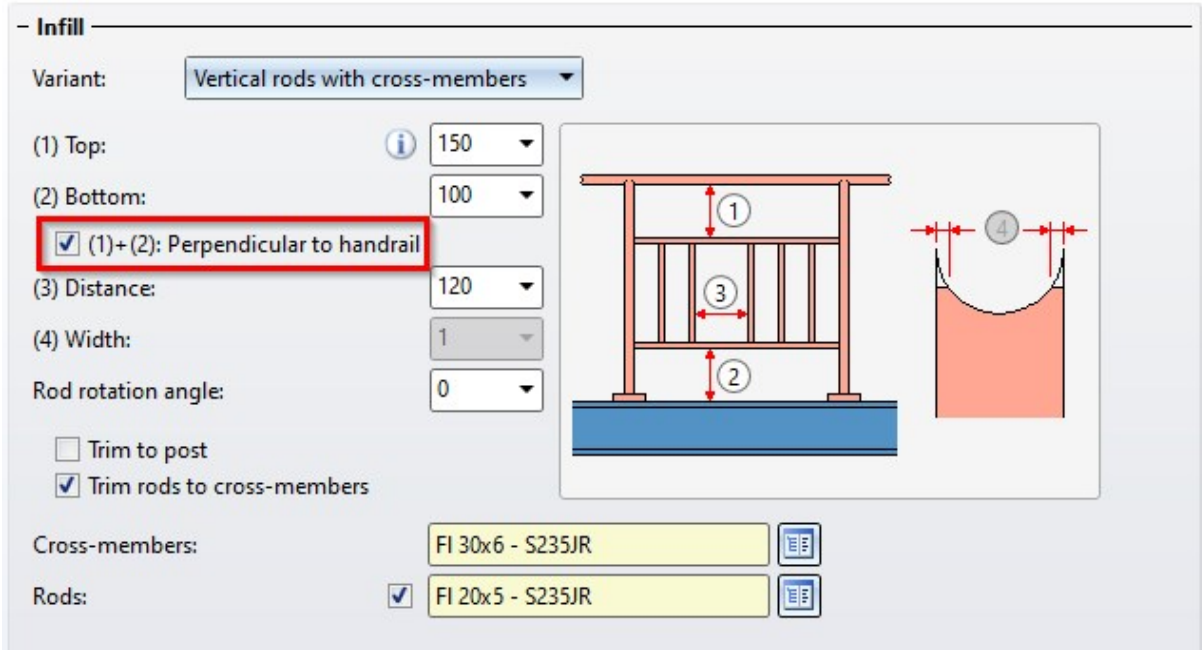 Infill
Variant: Vertical rods with cross-members
(1) Top: 150
(2) Bottom: 100
(1)+(2): Perpendicular to handrail
(3) Distance: 120
(4) Width: 1
Rod rotation angle: 0
Trim to post
Trim rods to cross-members
Cross-members: Fl 30x6 - S235JR
Rods: Fl 20x5 - S235JR
1
4
3
2